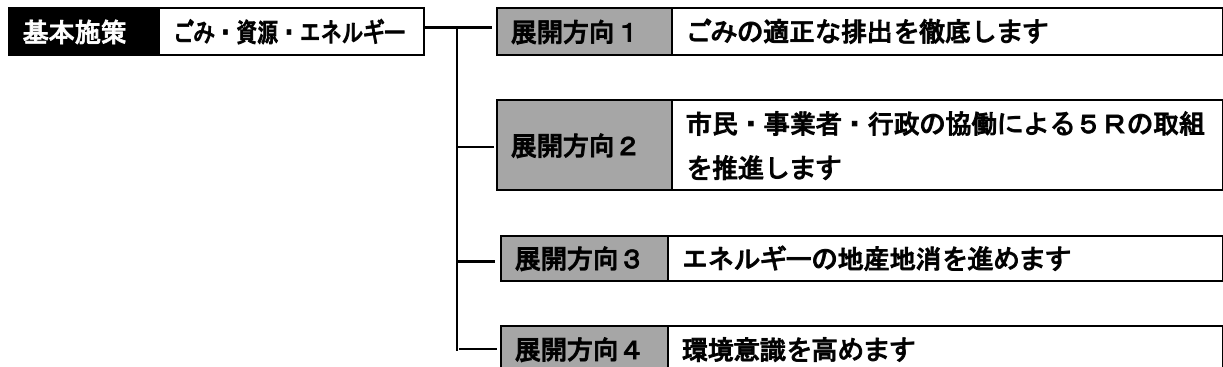 基本施策 ごみ・資源・エネルギー
展開方向1 ごみの適正な排出を徹底します
展開方向2 市民・事業者・行政の協働による5Rの取組
を推進します
展開方向3 エネルギーの地産地消を進めます
展開方向4 環境意識を高めます